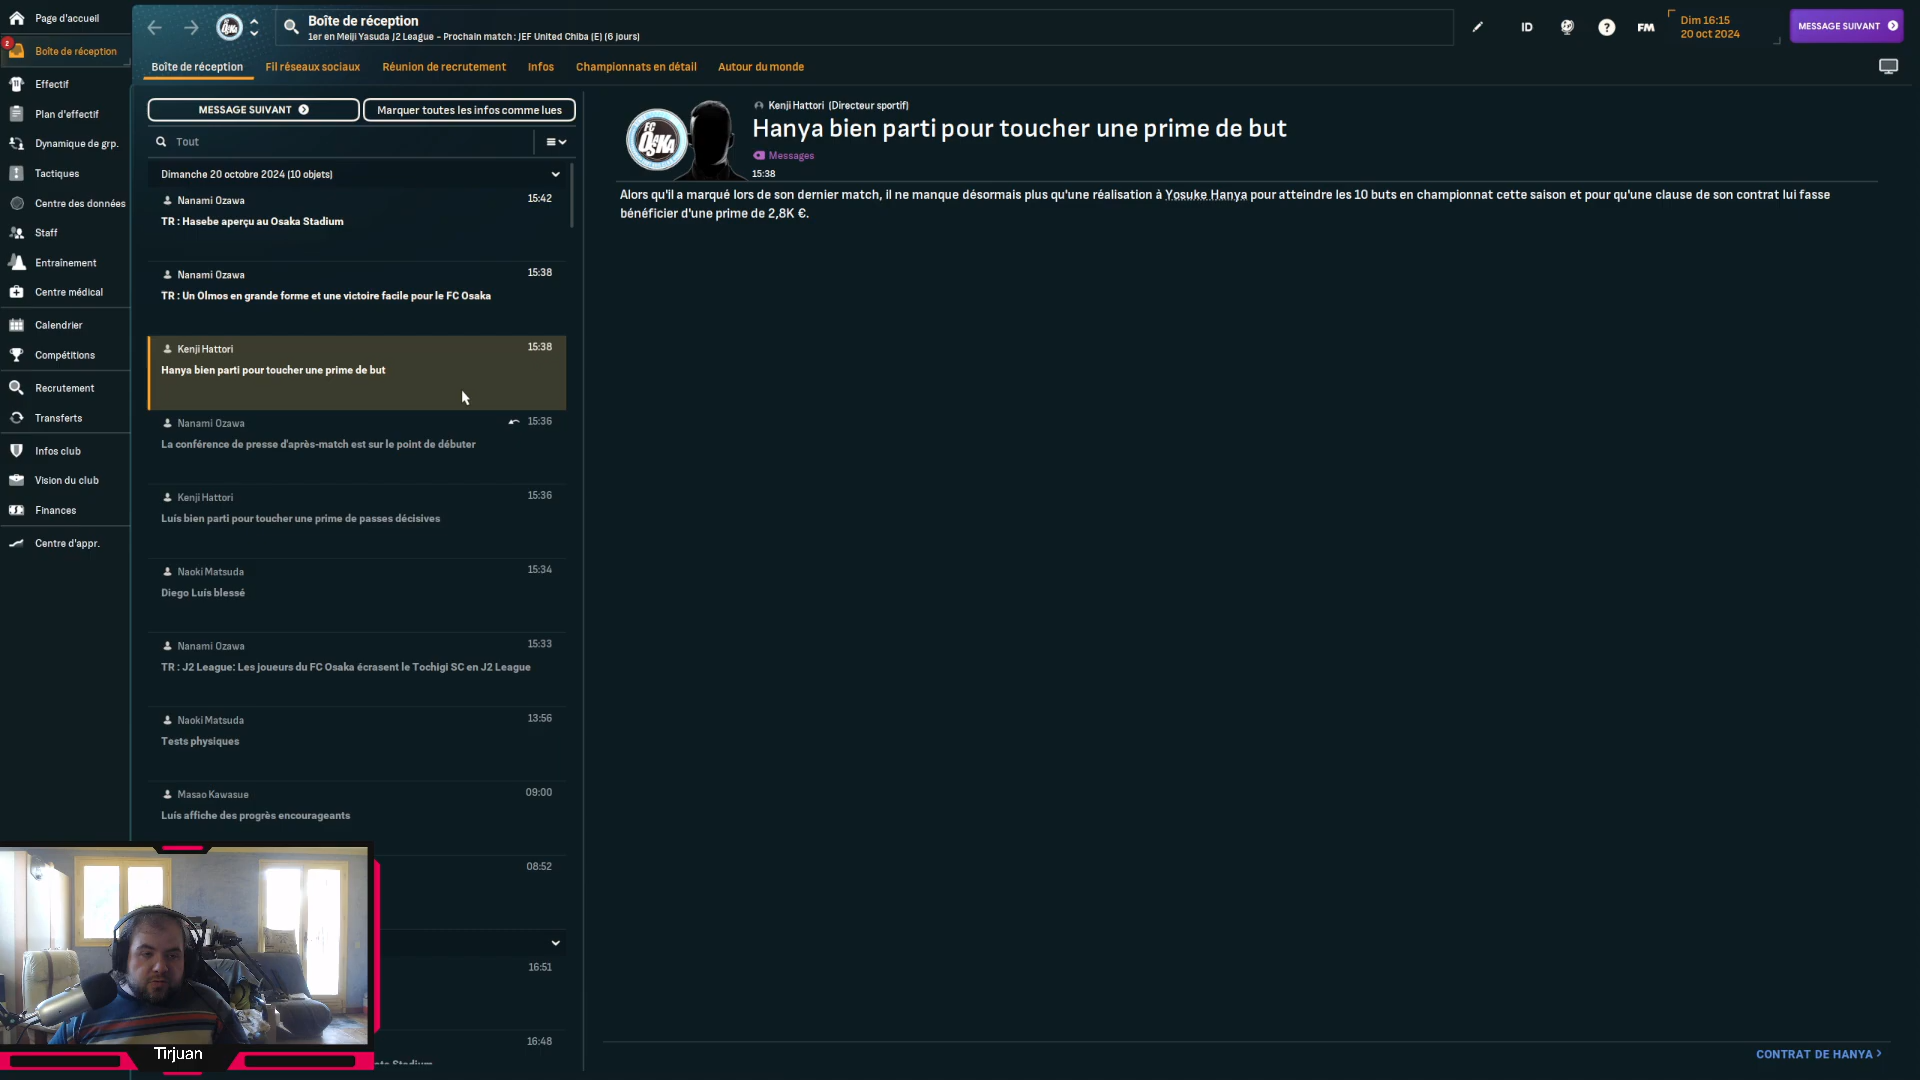 Page d'accueil
2
Boîte de réception
Effectif
Plan d'effectif
Dynamique de grp.
Tactiques
Centre des données
Staff
Entraînement
Centre médical
Calendrier
Compétitions
Recrutement
Transferts
Infos club
Vision du club
Finances
Centre d'appr.
Boîte de réception
1er en Meiji Yasuda J2 League - Prochain match : JEF United Chiba (E) (6 jours)
ID
FM
Dim 16:15
20 oct 2024
MESSAGE SUIVANT
Boîte de réception
Fil réseaux sociaux
Réunion de recrutement
Infos
Championnats en détail
Autour du monde
MESSAGE SUIVANT
Marquer toutes les infos comme lues
Tout
Dimanche 20 octobre 2024 (10 objets)
Nanami Ozawa 15:42
TR : Hasebe aperçu au Osaka Stadium
Nanami Ozawa 15:38
TR : Un Olmos en grande forme et une victoire facile pour le FC Osaka
Kenji Hattori 15:38
Hanya bien parti pour toucher une prime de but
Nanami Ozawa 15:36
La conférence de presse d'après-match est sur le point de débuter
Kenji Hattori 15:36
Luís bien parti pour toucher une prime de passes décisives
Naoki Matsuda 15:34
Diego Luís blessé
Nanami Ozawa 15:33
TR : J2 League: Les joueurs du FC Osaka écrasent le Tochigi SC en J2 League
Naoki Matsuda 13:56
Tests physiques
Masao Kawasue 09:00
Luís affiche des progrès encourageants
08:52
16:51
16:48
Stadium
FC
OSAKA
Kenji Hattori (Directeur sportif)
Hanya bien parti pour toucher une prime de but
Messages
15:38
Alors qu'il a marqué lors de son dernier match, il ne manque désormais plus qu'une réalisation à Yosuke Hanya pour atteindre les 10 buts en championnat cette saison et pour qu'une clause de son contrat lui fasse
bénéficier d'une prime de 2,8K €.
CONTRAT DE HANYA
Tirjuan